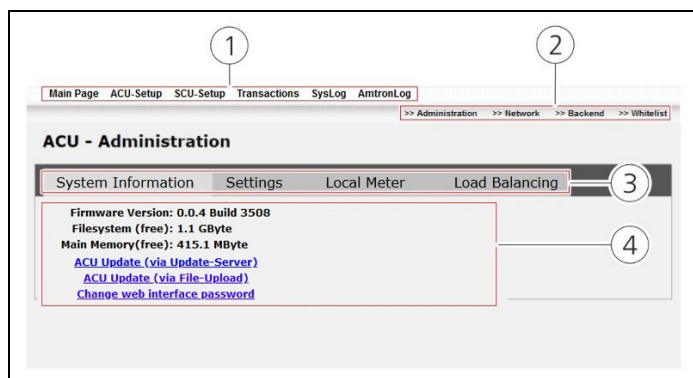 1
2
Main Page ACU-Setup SCU-Setup Transactions SysLog AmtronLog
>> Administration >> Network >> Backend >> Whitelist
ACU - Administration
System Information Settings Local Meter Load Balancing
3
Firmware Version: 0.0.4 Build 3508
Filesystem (free): 1.1 GByte
Main Memory(free): 415.1 MByte
4
ACU Update (via Update-Server)
ACU Update (via File-Upload)
Change web interface password